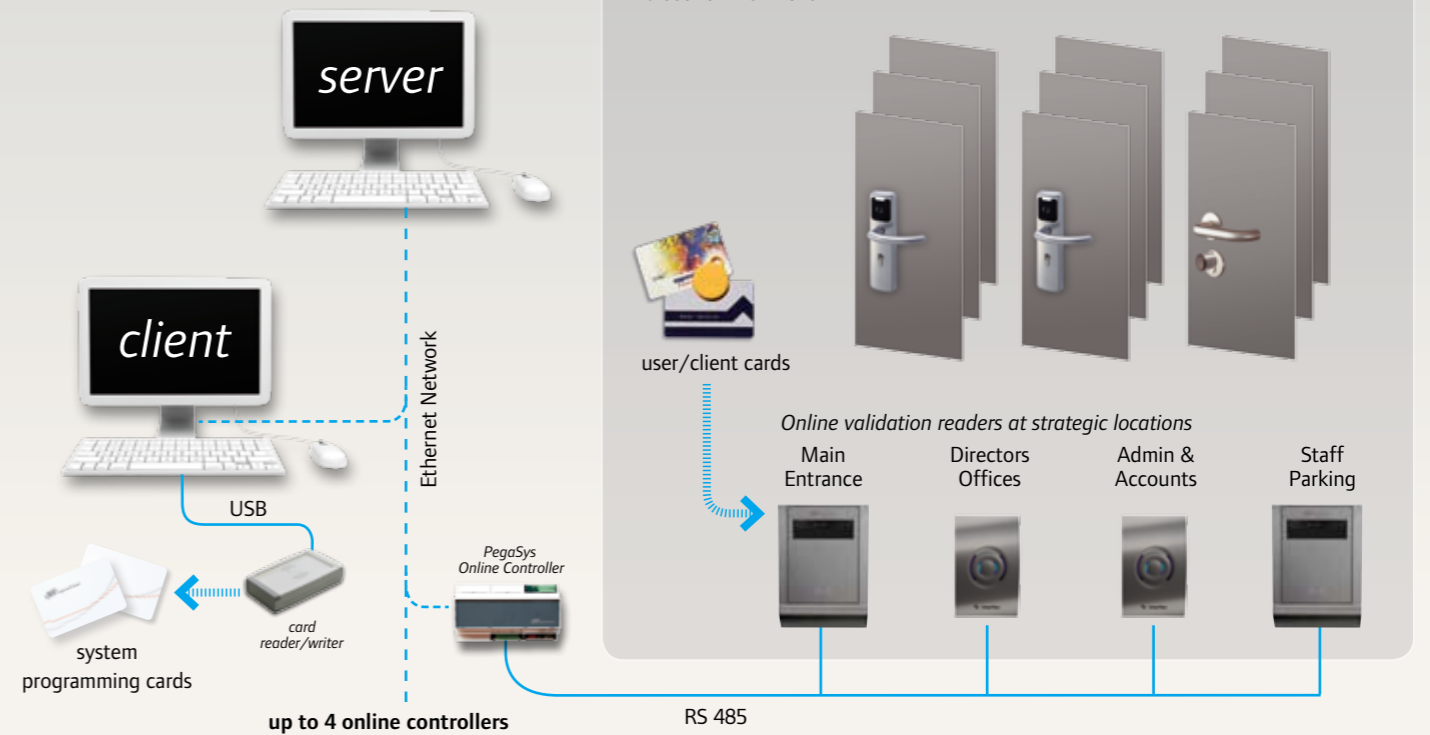 server
client
Ethernet Network
USB
card
reader/writer
system
programming cards
PegaSys
Online Controller
up to 4 online controllers
RS 485
user/client cards
Online validation readers at strategic locations
Main
Entrance
Directors
Offices
Admin &
Accounts
Staff
Parking